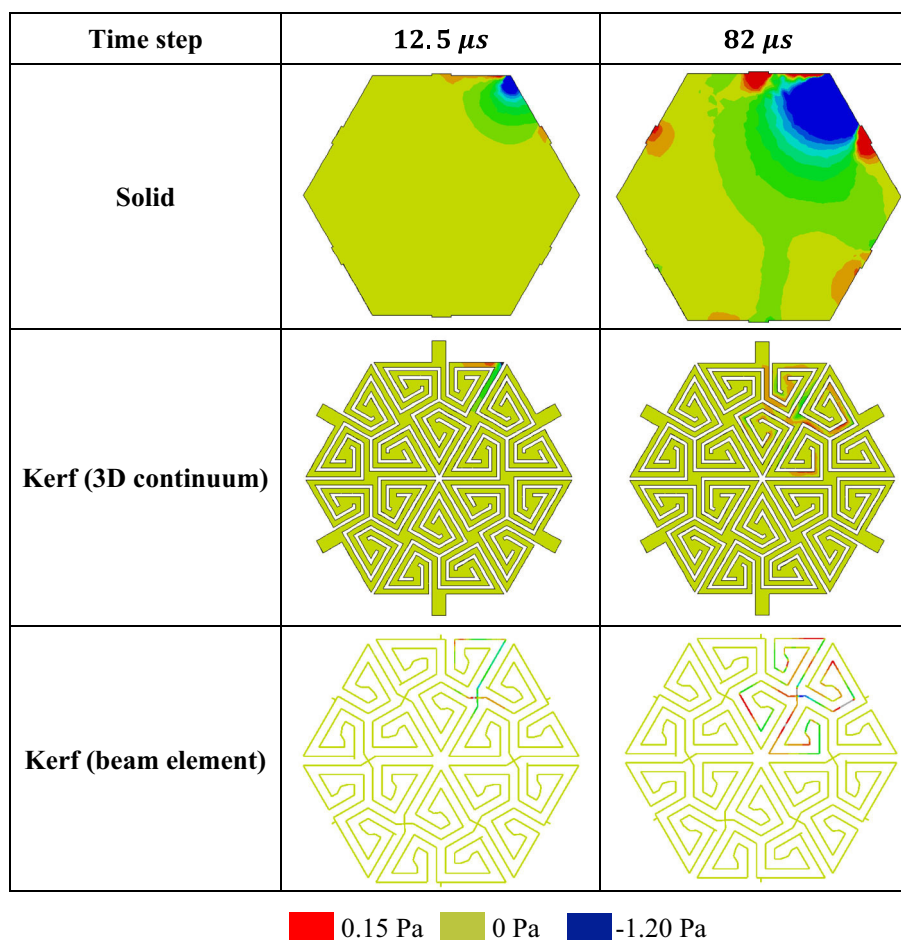 Time step
12.5 μs
82 μs
Solid
Kerf (3D continuum)
Kerf (beam element)
0.15 Pa
0 Pa
-1.20 Pa